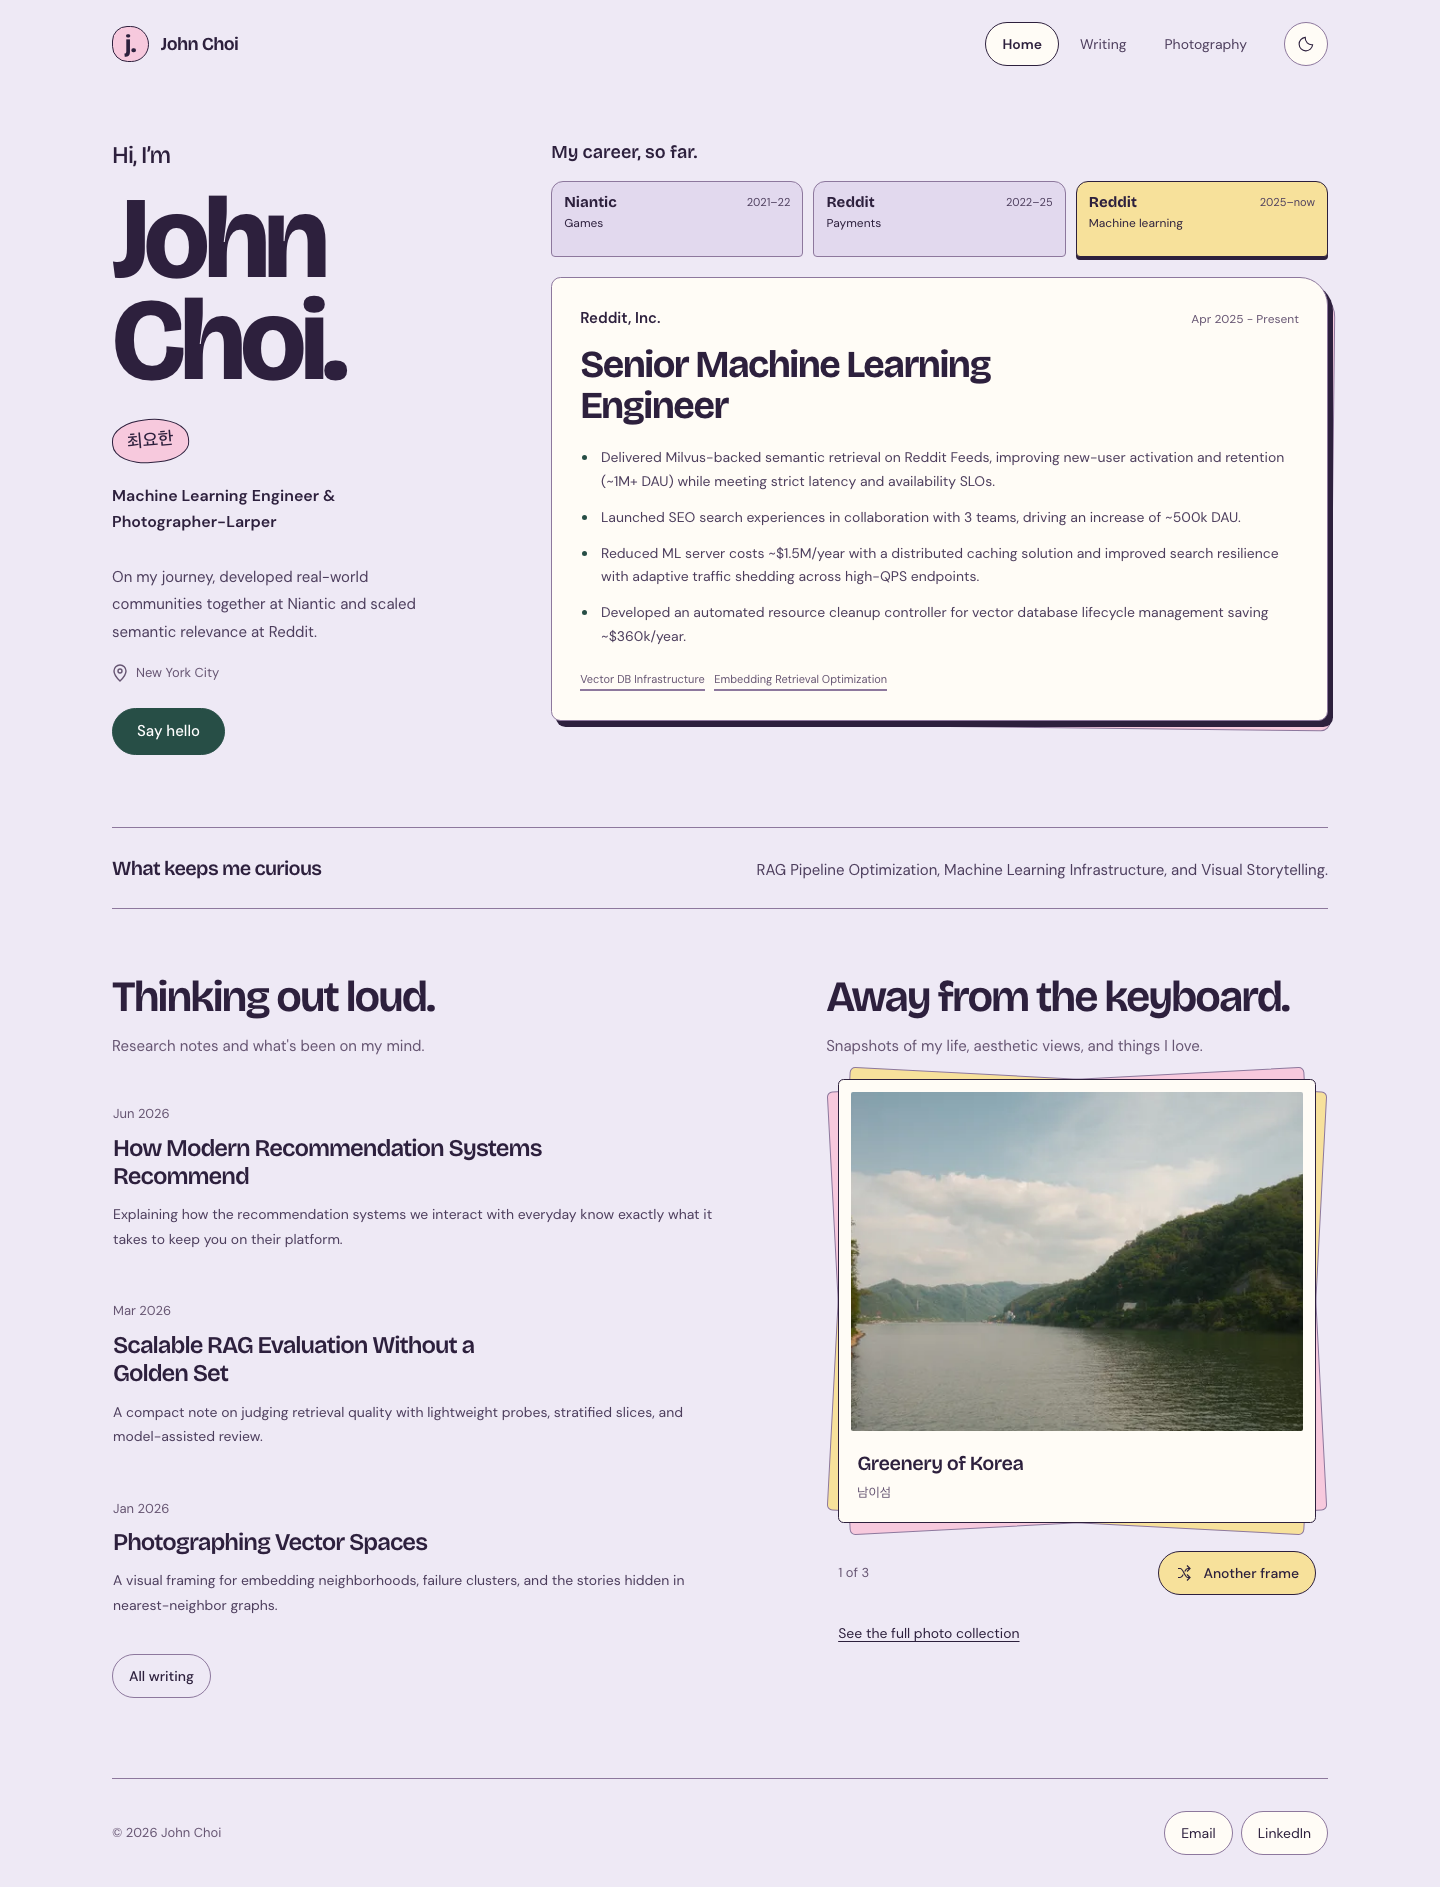 j. John Choi
Home Writing Photography
Hi, I'm
John
Choi.
최요한
Machine Learning Engineer &
Photographer-Larper
On my journey, developed real-world
communities together at Niantic and scaled
semantic relevance at Reddit.
New York City
Say hello
My career, so far.
Niantic 2021–22
Games
Reddit 2022–25
Payments
Reddit 2025–now
Machine learning
Reddit, Inc. Apr 2025 - Present
Senior Machine Learning
Engineer
• Delivered Milvus-backed semantic retrieval on Reddit Feeds, improving new-user activation and retention
(~1M+ DAU) while meeting strict latency and availability SLOs.
• Launched SEO search experiences in collaboration with 3 teams, driving an increase of ~500k DAU.
• Reduced ML server costs ~$1.5M/year with a distributed caching solution and improved search resilience
with adaptive traffic shedding across high-QPS endpoints.
• Developed an automated resource cleanup controller for vector database lifecycle management saving
~$360k/year.
Vector DB Infrastructure Embedding Retrieval Optimization
What keeps me curious
RAG Pipeline Optimization, Machine Learning Infrastructure, and Visual Storytelling.
Thinking out loud.
Research notes and what's been on my mind.
Jun 2026
How Modern Recommendation Systems
Recommend
Explaining how the recommendation systems we interact with everyday know exactly what it
takes to keep you on their platform.
Mar 2026
Scalable RAG Evaluation Without a
Golden Set
A compact note on judging retrieval quality with lightweight probes, stratified slices, and
model-assisted review.
Jan 2026
Photographing Vector Spaces
A visual framing for embedding neighborhoods, failure clusters, and the stories hidden in
nearest-neighbor graphs.
All writing
Away from the keyboard.
Snapshots of my life, aesthetic views, and things I love.
Greenery of Korea
남이섬
1 of 3
Another frame
See the full photo collection
© 2026 John Choi
Email LinkedIn